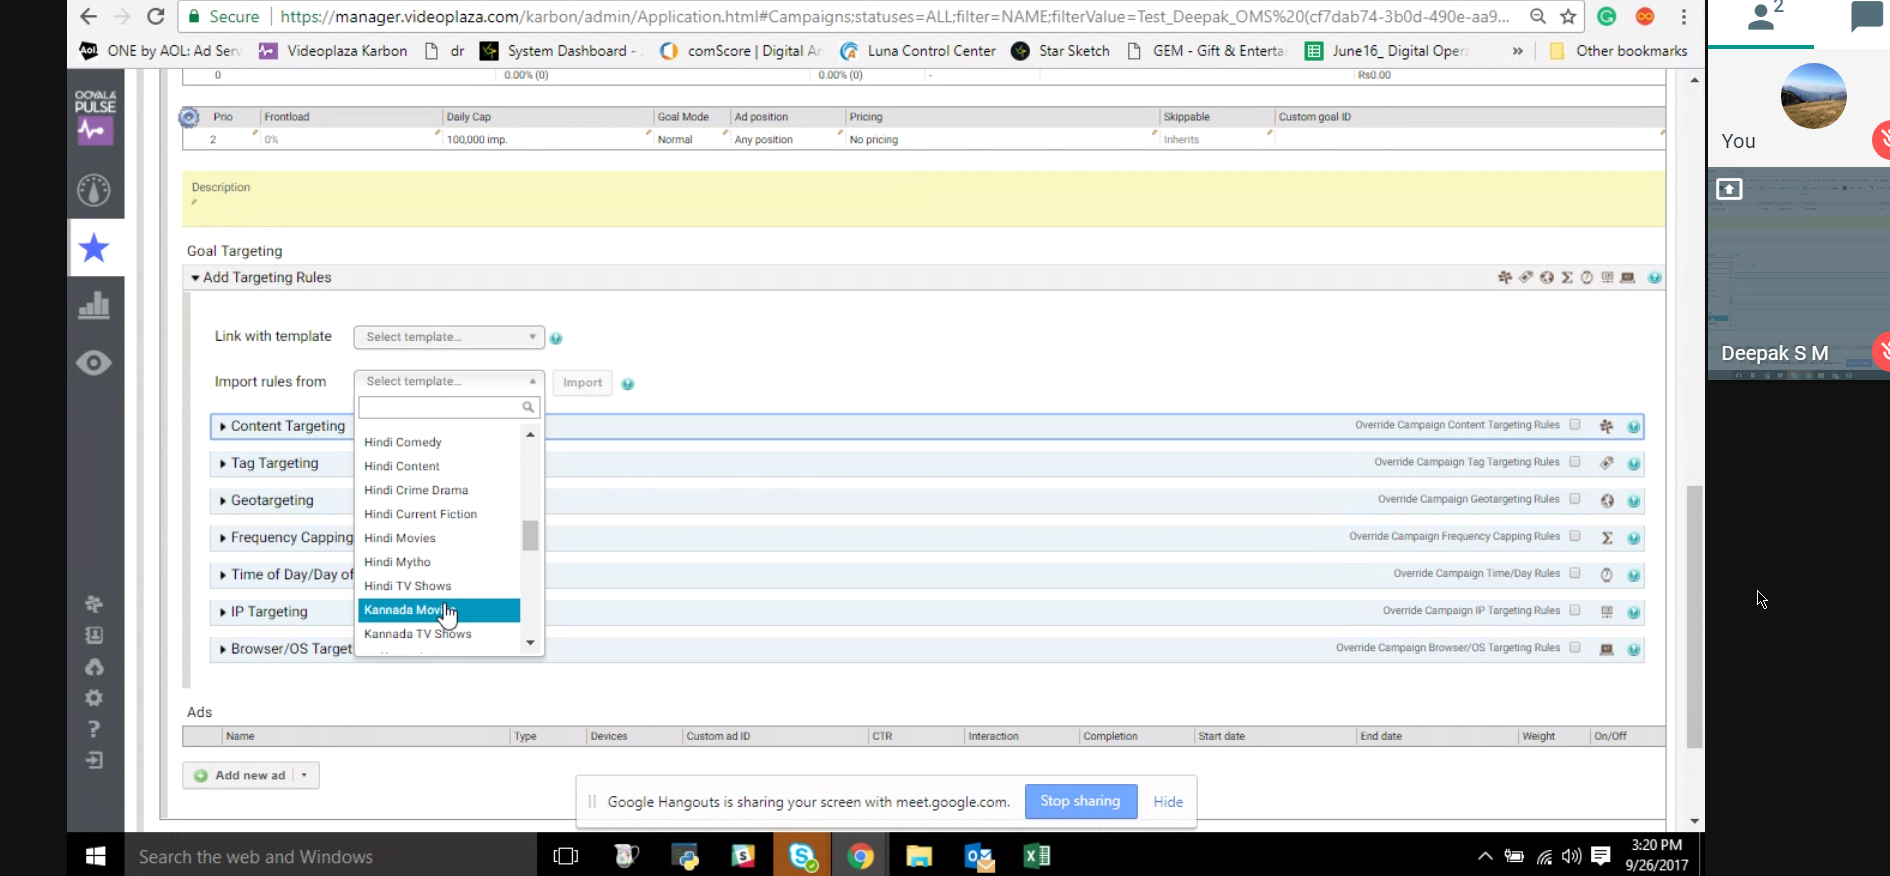 Secure https://manager.videoplaza.com/karbon/admin/Application.html#Campaigns;statuses=ALL;filter=NAME;filterValue=Test_Deepak_OMS%20(cf7dab74-3b0d-490e-aa9...
Aol. ONE by AOL: Ad Serv Videoplaza Karbon dr System Dashboard - comScore | Digital An Luna Control Center Star Sketch GEM - Gift & Enterta June16_ Digital Opera » Other bookmarks
2
OOYALA
PULSE
0 0.00% (0) 0.00% (0) - Rs0.00
Prio Frontload Daily Cap Goal Mode Ad position Pricing Skippable Custom goal ID
2 0% 100,000 imp. Normal Any position No pricing Inherits
You
Description
Goal Targeting
Add Targeting Rules
Link with template Select template...
Deepak S M
Import rules from Select template... Import
Content Targeting Override Campaign Content Targeting Rules
Hindi Comedy
Tag Targeting Hindi Content Override Campaign Tag Targeting Rules
Hindi Crime Drama
Geotargeting Override Campaign Geotargeting Rules
Hindi Current Fiction
Frequency Capping Hindi Movies Override Campaign Frequency Capping Rules
Hindi Mytho
Time of Day/Day of Override Campaign Time/Day Rules
Hindi TV Shows
IP Targeting Kannada Movies Override Campaign IP Targeting Rules
Kannada TV Shows
Browser/OS Target Override Campaign Browser/OS Targeting Rules
Ads
Name Type Devices Custom ad ID CTR Interaction Completion Start date End date Weight On/Off
Add new ad
Google Hangouts is sharing your screen with meet.google.com. Stop sharing Hide
Search the web and Windows
3:20 PM
9/26/2017